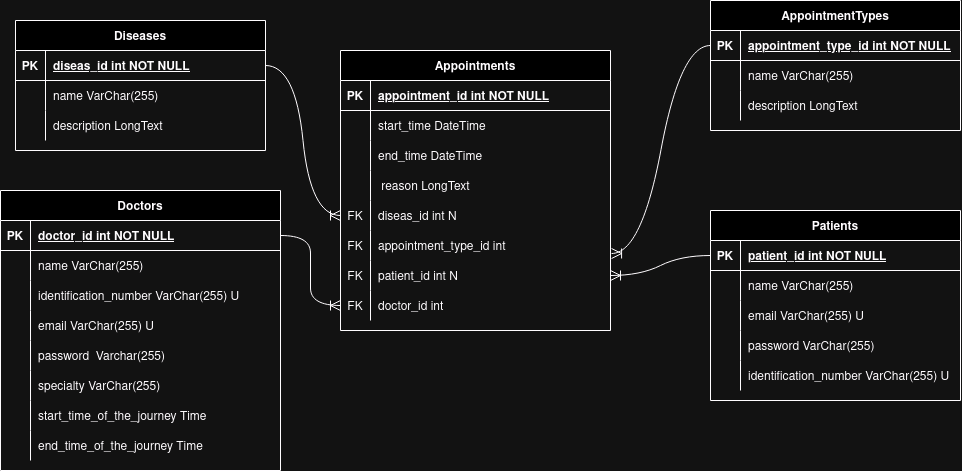 Diseases
PK diseas_id int NOT NULL
name VarChar(255)
description LongText
Doctors
PK doctor_id int NOT NULL
name VarChar(255)
identification_number VarChar(255) U
email VarChar(255) U
password  Varchar(255)
specialty VarChar(255)
start_time_of_the_journey Time
end_time_of_the_journey Time
Appointments
PK appointment_id int NOT NULL
start_time DateTime
end_time DateTime
reason LongText
FK diseas_id int N
FK appointment_type_id int
FK patient_id int N
FK doctor_id int
AppointmentTypes
PK appointment_type_id int NOT NULL
name VarChar(255)
description LongText
Patients
PK patient_id int NOT NULL
name VarChar(255)
email VarChar(255) U
password VarChar(255)
identification_number VarChar(255) U